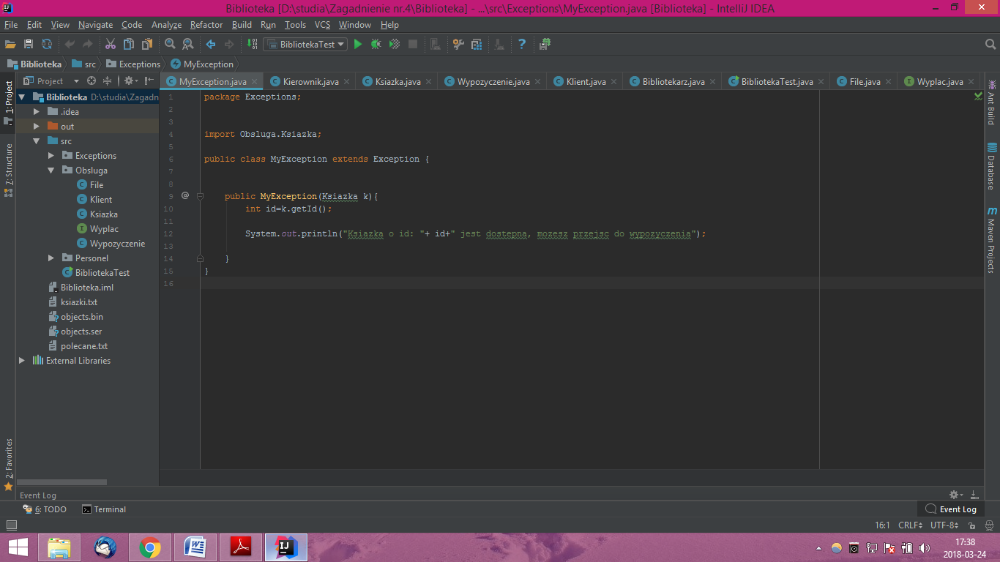 Biblioteka [D:\studia\Zagadnienie nr.4\Biblioteka] - ...\src\Exceptions\MyException.java [Biblioteka] - IntelliJ IDEA
File Edit View Navigate Code Analyze Refactor Build Run Tools VCS Window Help
BibliotekaTest
Biblioteka src Exceptions MyException
Project
MyException.java Kierownik.java Ksiazka.java Wypozyczenie.java Klient.java Bibliotekarz.java BibliotekaTest.java File.java Wyplac.java
1: Project
7: Structure
2: Favorites
Biblioteka D:\studia\Zagadn
.idea
out
src
Exceptions
Obsluga
File
Klient
Ksiazka
Wyplac
Wypozyczenie
Personel
BibliotekaTest
Biblioteka.iml
ksiazki.txt
objects.bin
objects.ser
polecane.txt
External Libraries
1 package Exceptions;
2
3
4 import Obsluga.Ksiazka;
5
6 public class MyException extends Exception {
7
8
9 @ public MyException(Ksiazka k){
10 int id=k.getId();
11
12 System.out.println("Ksiazka o id: "+ id+" jest dostepna, mozesz przejsc do wypozyczenia");
13
14 }
15 }
16
Ant Build
Database
Maven Projects
Event Log
6: TODO Terminal Event Log
16:1 CRLF UTF-8
17:38
2018-03-24